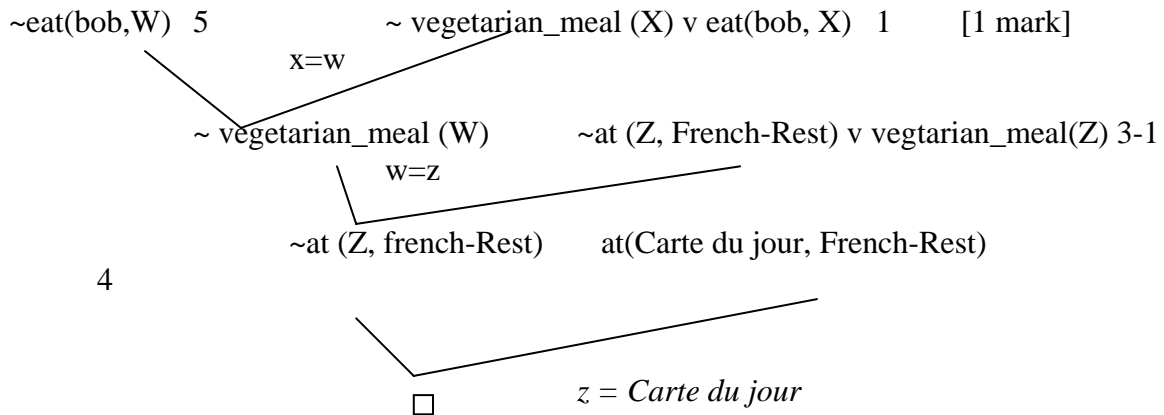 ~eat(bob,W) 5 ~ vegetarian_meal (X) v eat(bob, X) 1 [1 mark]
x=w
~ vegetarian_meal (W) ~at (Z, French-Rest) v vegtarian_meal(Z) 3-1
w=z
~at (Z, french-Rest) at(Carte du jour, French-Rest)
4
z = Carte du jour